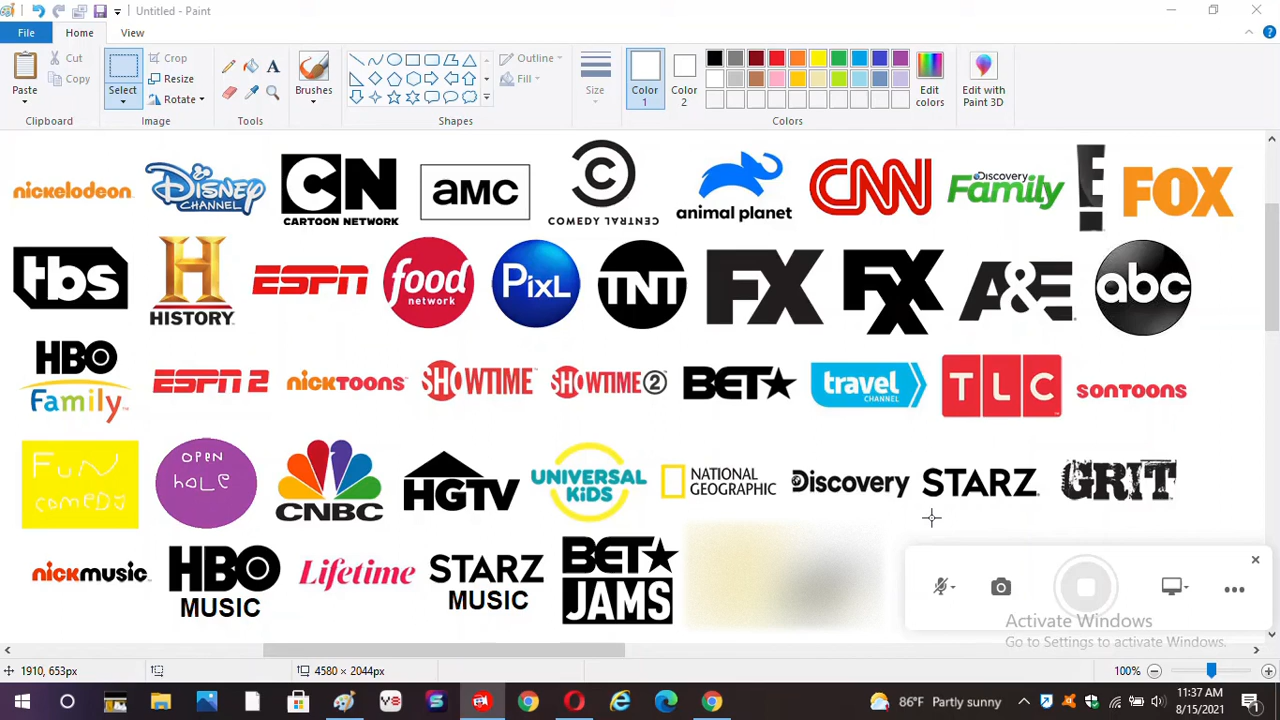 Untitled - Paint
File Home View
Cut
Copy
Paste
Clipboard
Crop
Resize
Rotate
Select
Image
Tools
Brushes
Outline
Fill
Shapes
Size
Color 1
Color 2
Edit colors
Edit with Paint 3D
Colors
nickelodeon Disney CHANNEL CN CARTOON NETWORK amc COMEDY CENTRAL animal planet CNN Discovery Family E! FOX
tbs H HISTORY ESPN food network PixL TNT FX FXX A&E abc
HBO Family ESPN 2 nicktoons SHOWTIME SHOWTIME 2 BET travel CHANNEL TLC sontoons
FuN comedy OPEN hOLE CNBC HGTV UNIVERSAL KiDS NATIONAL GEOGRAPHIC Discovery STARZ GRIT
nickmusic HBO MUSIC Lifetime STARZ MUSIC BET JAMS
Activate Windows
Go to Settings to activate Windows.
1910, 653px 4580 × 2044px 100%
86°F Partly sunny 11:37 AM
8/15/2021